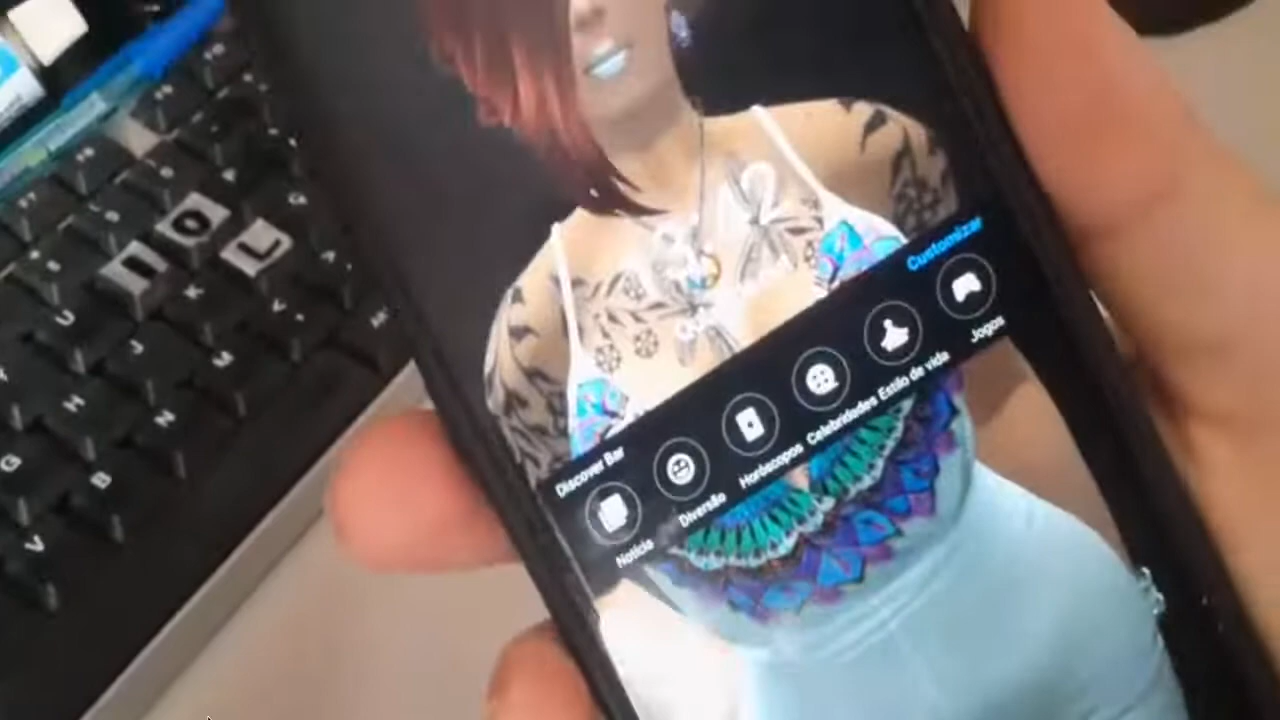 Customizar
Discover Bar
Notícia
Diversão
Horóscopos
Celebridades
Estilo de vida
Jogos
O
I
L
K
U
J
M
H
N
G
B
V